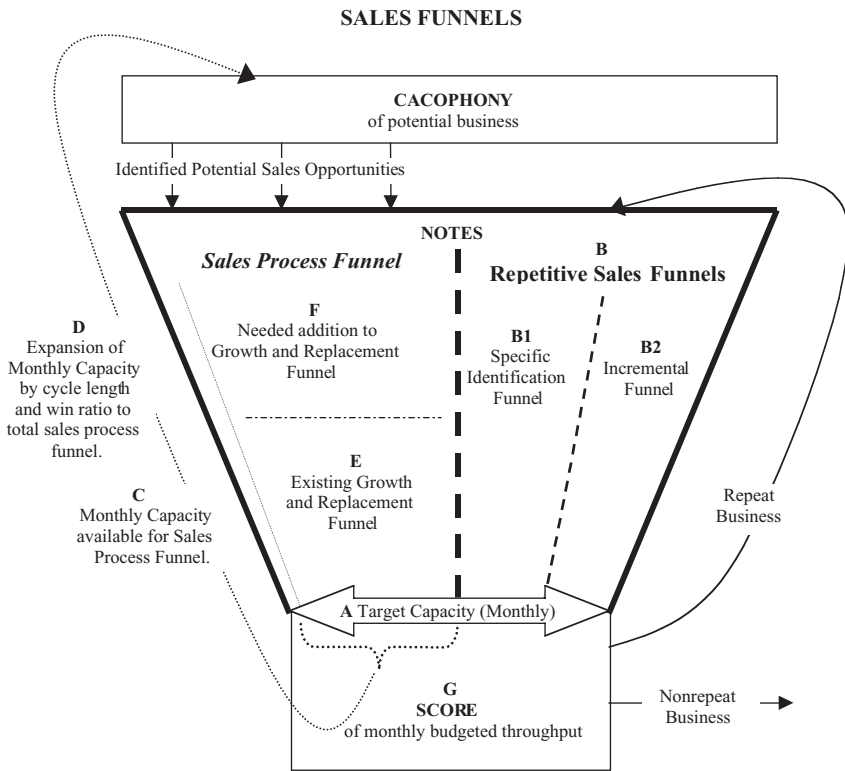 SALES FUNNELS
CACOPHONY
of potential business
Identified Potential Sales Opportunities
NOTES
Sales Process Funnel
B
Repetitive Sales Funnels
F
Needed addition to
Growth and Replacement
Funnel
B1
Specific
Identification
Funnel
B2
Incremental
Funnel
D
Expansion of
Monthly Capacity
by cycle length
and win ratio to
total sales process
funnel.
E
Existing Growth
and Replacement
Funnel
C
Monthly Capacity
available for Sales
Process Funnel.
Repeat
Business
A Target Capacity (Monthly)
G
SCORE
of monthly budgeted throughput
Nonrepeat
Business